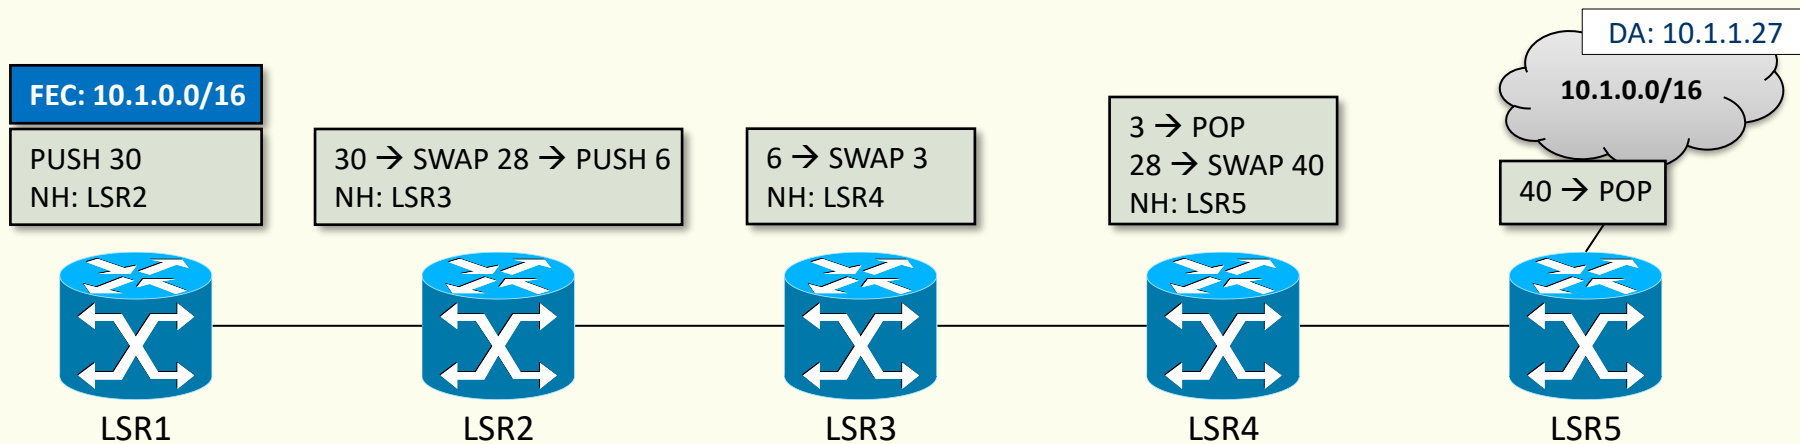 DA: 10.1.1.27
10.1.0.0/16
FEC: 10.1.0.0/16
PUSH 30
NH: LSR2
30 → SWAP 28 → PUSH 6
NH: LSR3
6 → SWAP 3
NH: LSR4
3 → POP
28 → SWAP 40
NH: LSR5
40 → POP
LSR1
LSR2
LSR3
LSR4
LSR5